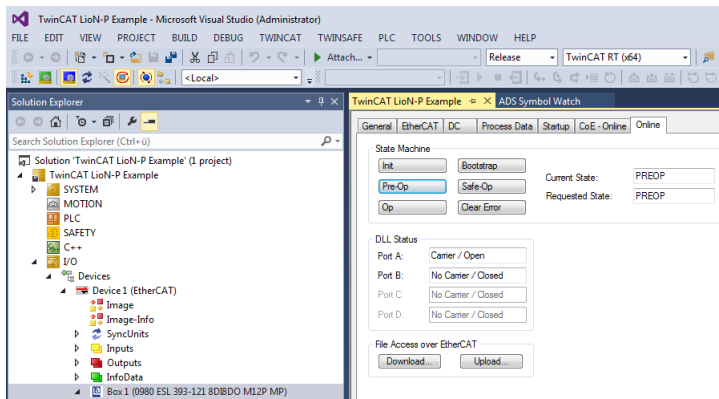 TwinCAT LioN-P Example - Microsoft Visual Studio (Administrator)
FILE EDIT VIEW PROJECT BUILD DEBUG TWINCAT TWINSAFE PLC TOOLS WINDOW HELP
Attach... Release TwinCAT RT (x64)
<Local>
Solution Explorer
Search Solution Explorer (Ctrl+ü)
Solution 'TwinCAT LioN-P Example' (1 project)
TwinCAT LioN-P Example
SYSTEM
MOTION
PLC
SAFETY
C++
I/O
Devices
Device 1 (EtherCAT)
Image
Image-Info
SyncUnits
Inputs
Outputs
InfoData
Box 1 (0980 ESL 393-121 8DI8DO M12P MP)
TwinCAT LioN-P Example ADS Symbol Watch
General EtherCAT DC Process Data Startup CoE - Online Online
State Machine
Init Bootstrap
Pre-Op Safe-Op
Op Clear Error
Current State: PREOP
Requested State: PREOP
DLL Status
Port A: Carrier / Open
Port B: No Carrier / Closed
Port C: No Carrier / Closed
Port D: No Carrier / Closed
File Access over EtherCAT
Download... Upload...